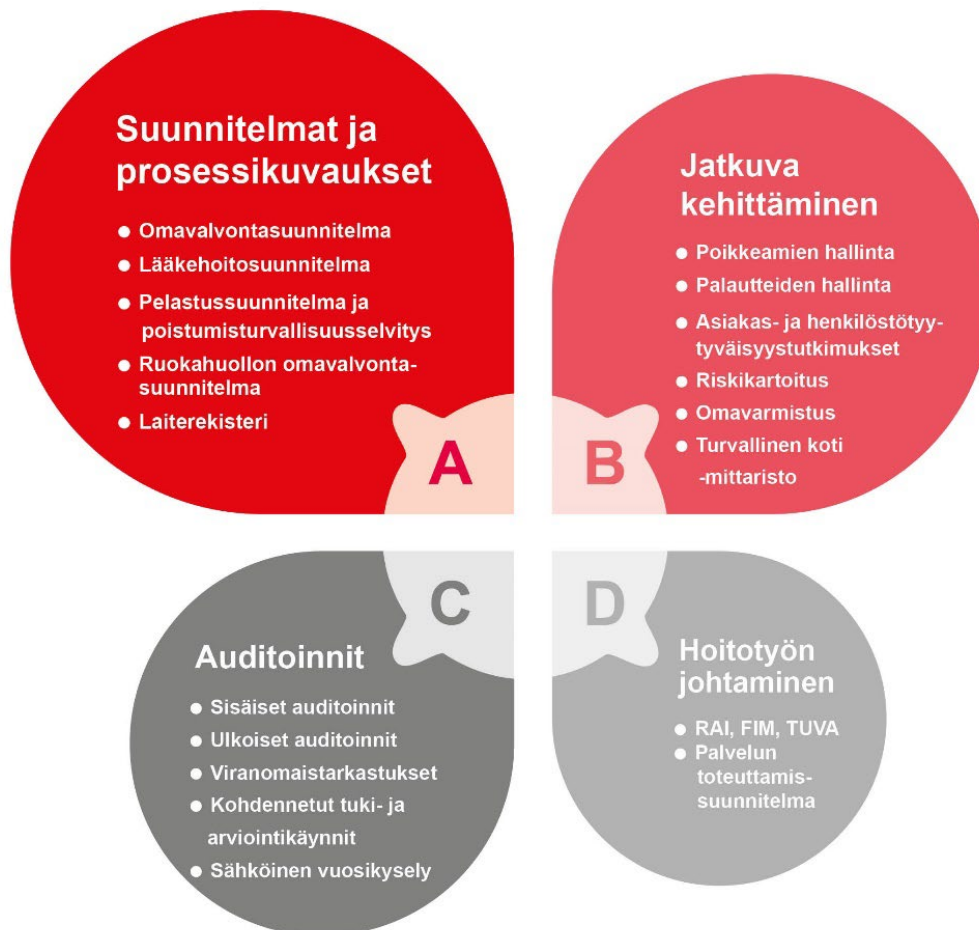 Suunnitelmat ja
prosessikuvaukset
● Omavalvontasuunnitelma
● Lääkehoitosuunnitelma
● Pelastussuunnitelma ja
poistumisturvallisuusselvitys
● Ruokahuollon omavalvonta-
suunnitelma
● Laiterekisteri
A
Jatkuva
kehittäminen
● Poikkeamien hallinta
● Palautteiden hallinta
● Asiakas- ja henkilöstötyy-
tyväisyystutkimukset
● Riskikartoitus
● Omavarmistus
● Turvallinen koti
-mittaristo
B
C
Auditoinnit
● Sisäiset auditoinnit
● Ulkoiset auditoinnit
● Viranomaistarkastukset
● Kohdennetut tuki- ja
arviointikäynnit
● Sähköinen vuosikysely
D
Hoitotyön
johtaminen
● RAI, FIM, TUVA
● Palvelun
toteuttamis-
suunnitelma